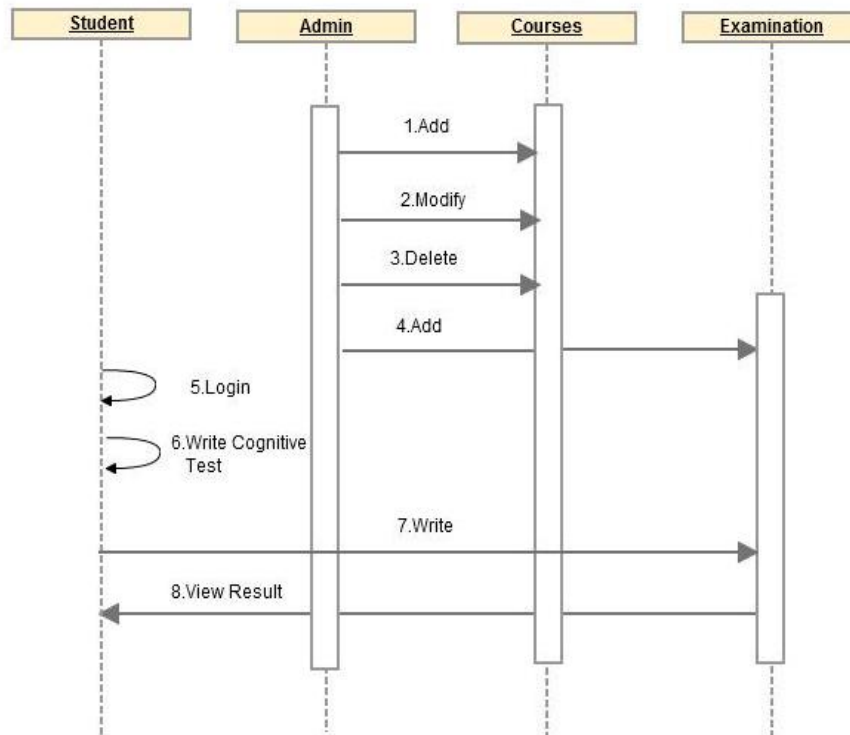 Student
Admin
Courses
Examination
1.Add
2.Modify
3.Delete
4.Add
5.Login
6.Write Cognitive
Test
7.Write
8.View Result